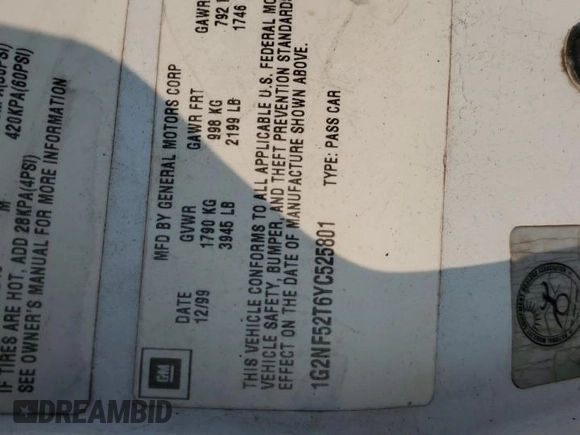 420KPA(60PSI)
M
IF TIRES ARE HOT, ADD 28KPA(4PSI)
SEE OWNER'S MANUAL FOR MORE INFORMATION
GM
MFD BY GENERAL MOTORS CORP
DATE GVWR GAWR FRT GAWR
12/99 1790 KG 998 KG 792
3945 LB 2199 LB 1746
THIS VEHICLE CONFORMS TO ALL APPLICABLE U.S. FEDERAL MO
VEHICLE SAFETY, BUMPER, AND THEFT PREVENTION STANDARDS
EFFECT ON THE DATE OF MANUFACTURE SHOWN ABOVE.
1G2NF52T6YC525801 TYPE: PASS CAR
DREAMBID